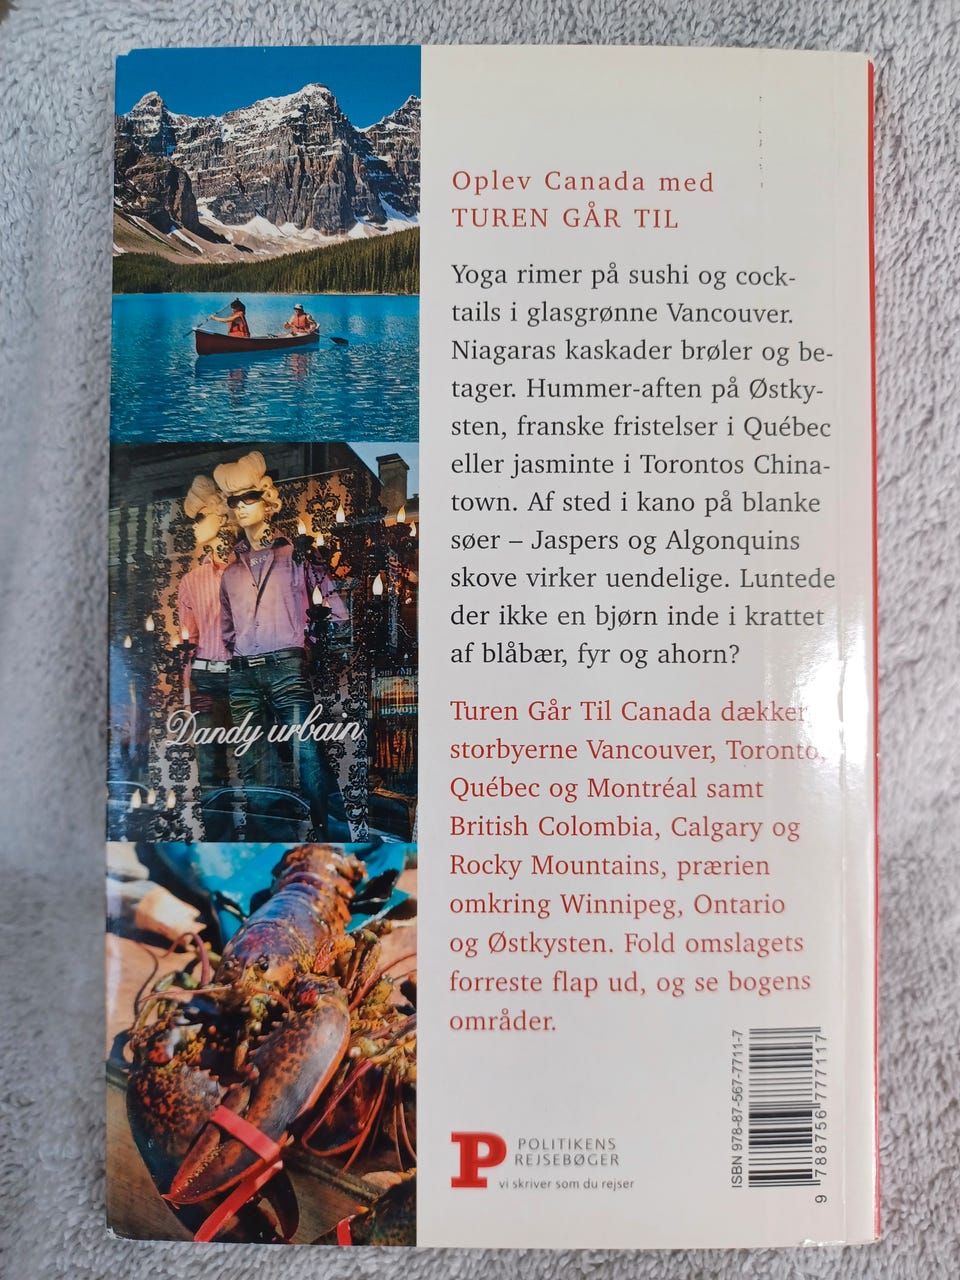 Oplev Canada med
TUREN GÅR TIL
Yoga rimer på sushi og cock-
tails i glasgrønne Vancouver.
Niagaras kaskader brøler og be-
tager. Hummer-aften på Østky-
sten, franske fristelser i Québec
eller jasminte i Torontos China-
town. Af sted i kano på blanke
søer – Jaspers og Algonquins
skove virker uendelige. Luntede
der ikke en bjørn inde i krattet
af blåbær, fyr og ahorn?
Turen Går Til Canada dækker
storbyerne Vancouver, Toronto,
Québec og Montréal samt
British Colombia, Calgary og
Rocky Mountains, prærien
omkring Winnipeg, Ontario
og Østkysten. Fold omslagets
forreste flap ud, og se bogens
områder.
Dandy urbain
P
POLITIKENS
REJSEBØGER
vi skriver som du rejser
ISBN 978-87-567-7711-7
9 788756 777117